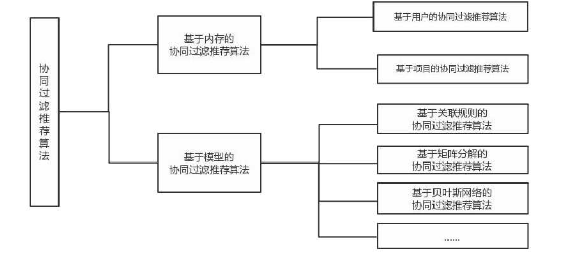 协同过滤推荐算法
基于内存的
协同过滤推荐算法
基于用户的协同过滤推荐算法
基于项目的协同过滤推荐算法
基于模型的
协同过滤推荐算法
基于关联规则的
协同过滤推荐算法
基于矩阵分解的
协同过滤推荐算法
基于贝叶斯网络的
协同过滤推荐算法
......